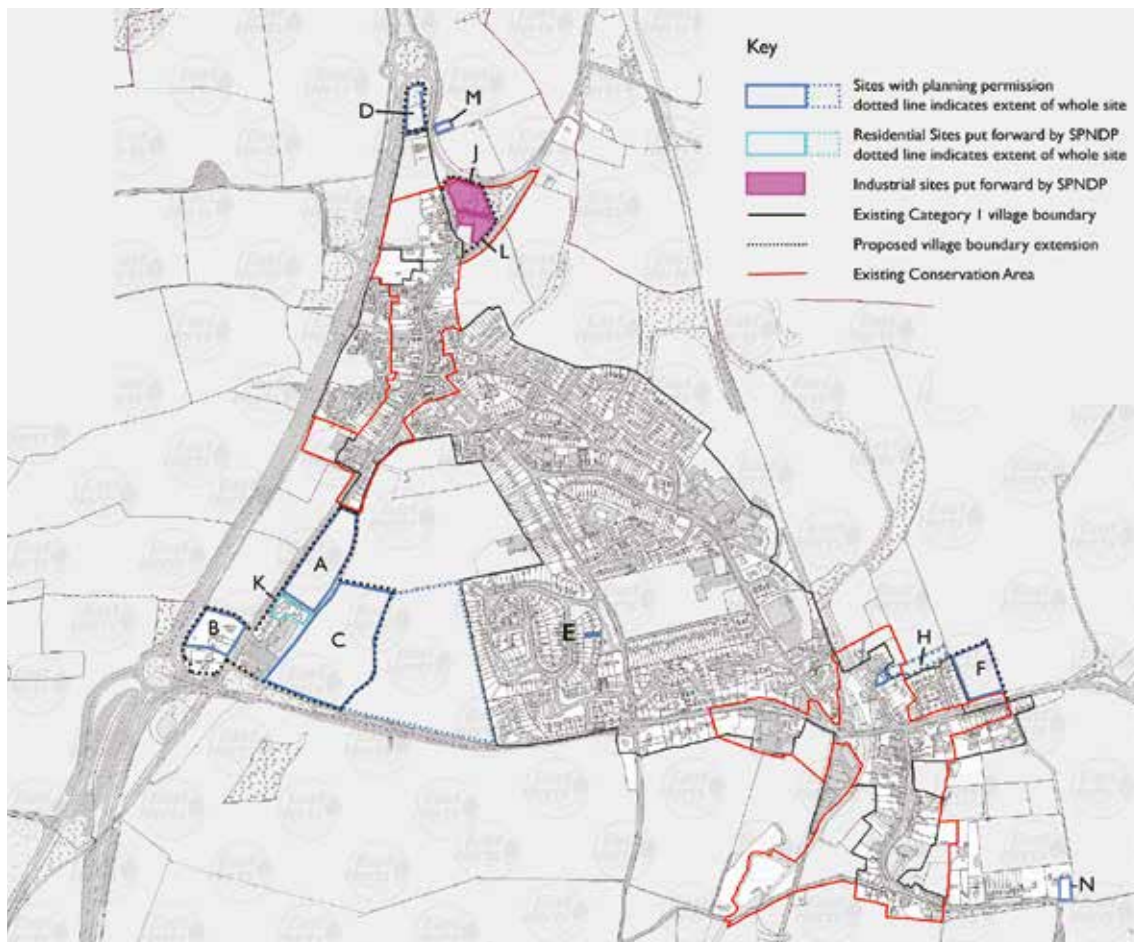 Key
Sites with planning permission
dotted line indicates extent of whole site
Residential Sites put forward by SPNDP
dotted line indicates extent of whole site
Industrial sites put forward by SPNDP
Existing Category 1 village boundary
Proposed village boundary extension
Existing Conservation Area
D
M
J
L
A
K
B
C
E
H
F
N